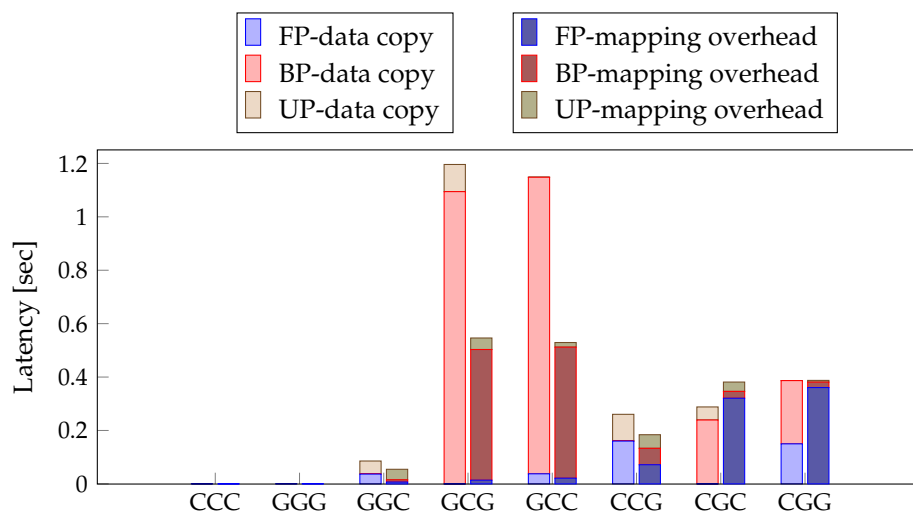 FP-data copy
BP-data copy
UP-data copy
FP-mapping overhead
BP-mapping overhead
UP-mapping overhead
Latency [sec]
1.2
1
0.8
0.6
0.4
0.2
0
CCC GGG GGC GCG GCC CCG CGC CGG